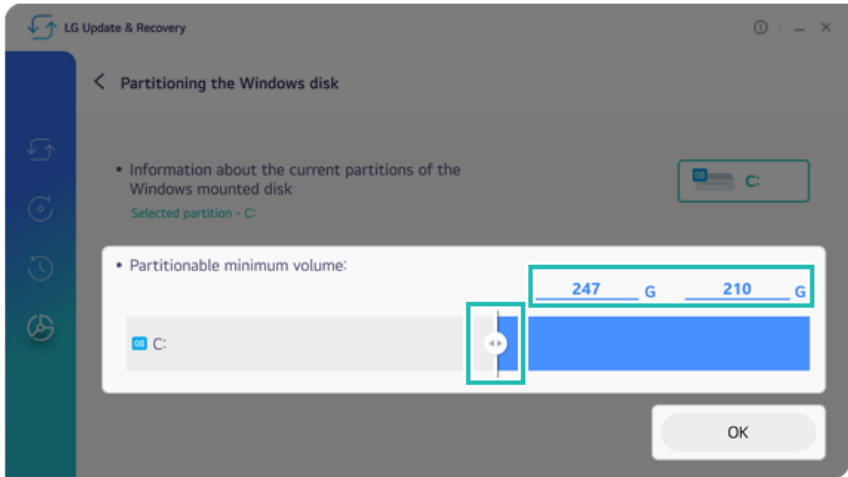 LG Update & Recovery
Partitioning the Windows disk
• Information about the current partitions of the
Windows mounted disk
Selected partition - C:
OS C:
• Partitionable minimum volume:
247 G 210 G
OS C:
OK